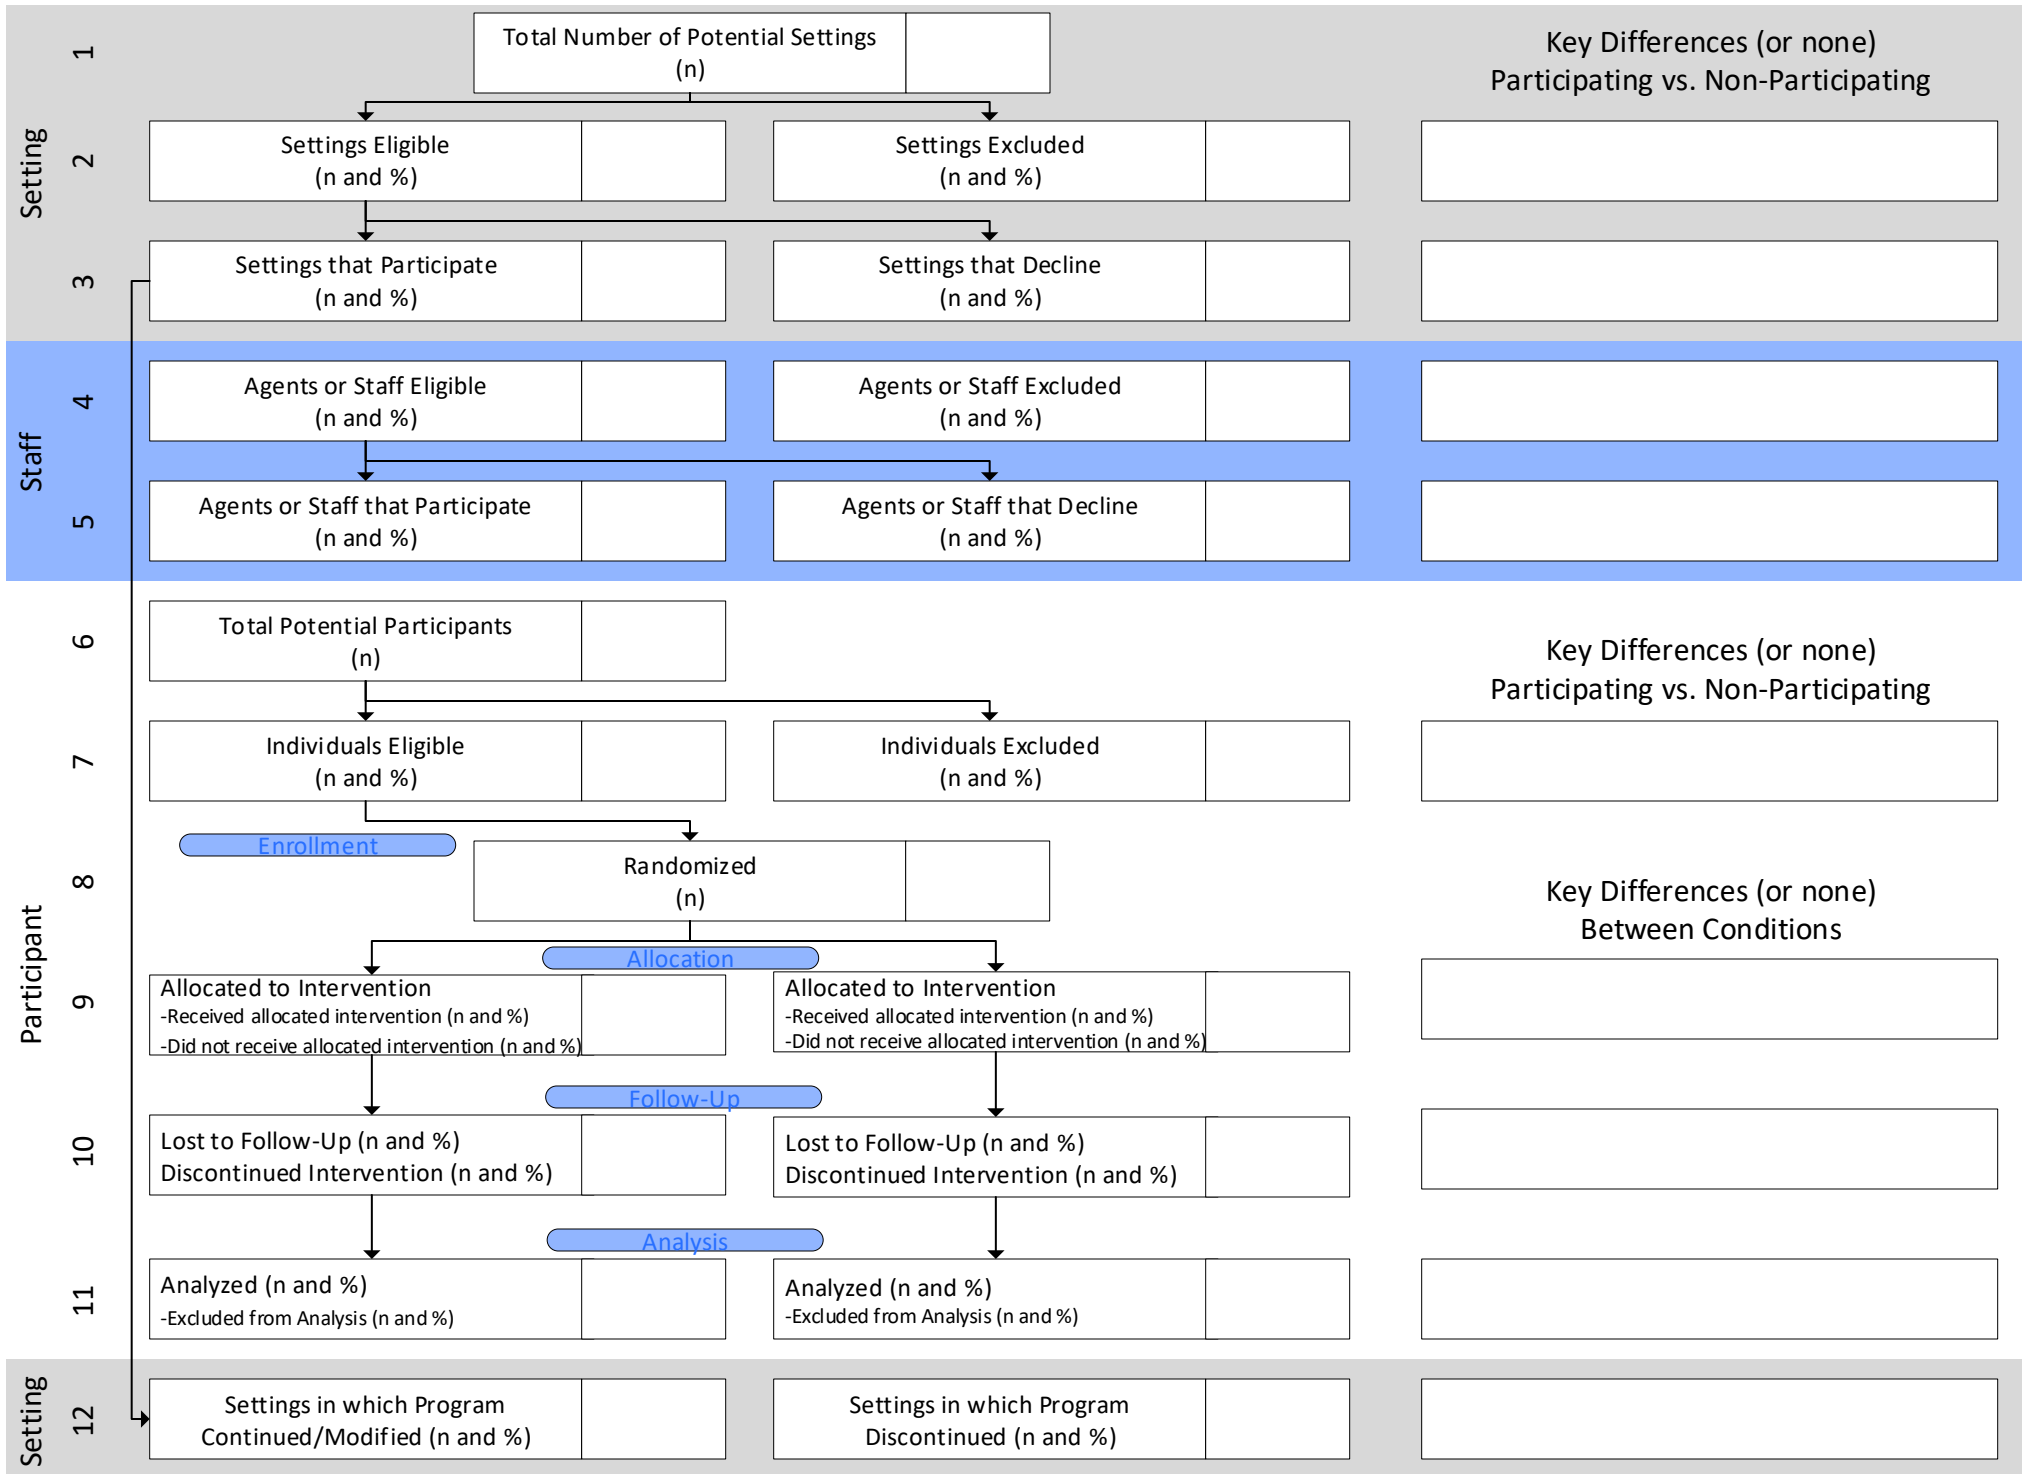 Setting
1
Total Number of Potential Settings
(n)
Key Differences (or none)
Participating vs. Non-Participating
2
Settings Eligible
(n and %)
Settings Excluded
(n and %)
3
Settings that Participate
(n and %)
Settings that Decline
(n and %)
Staff
4
Agents or Staff Eligible
(n and %)
Agents or Staff Excluded
(n and %)
5
Agents or Staff that Participate
(n and %)
Agents or Staff that Decline
(n and %)
Participant
6
Total Potential Participants
(n)
Key Differences (or none)
Participating vs. Non-Participating
7
Individuals Eligible
(n and %)
Individuals Excluded
(n and %)
Enrollment
8
Randomized
(n)
Key Differences (or none)
Between Conditions
Allocation
9
Allocated to Intervention
-Received allocated intervention (n and %)
-Did not receive allocated intervention (n and %)
Allocated to Intervention
-Received allocated intervention (n and %)
-Did not receive allocated intervention (n and %)
Follow-Up
10
Lost to Follow-Up (n and %)
Discontinued Intervention (n and %)
Lost to Follow-Up (n and %)
Discontinued Intervention (n and %)
Analysis
11
Analyzed (n and %)
-Excluded from Analysis (n and %)
Analyzed (n and %)
-Excluded from Analysis (n and %)
Setting
12
Settings in which Program
Continued/Modified (n and %)
Settings in which Program
Discontinued (n and %)